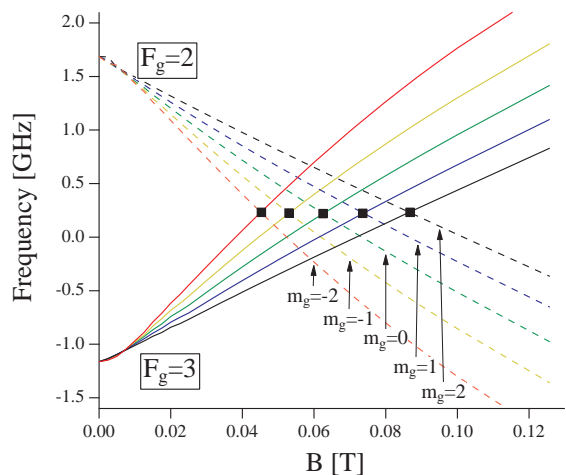 Frequency [GHz]
2.0
1.5
1.0
0.5
0.0
-0.5
-1.0
-1.5
F_g=2
F_g=3
m_g=-2
m_g=-1
m_g=0
m_g=1
m_g=2
0.00 0.02 0.04 0.06 0.08 0.10 0.12
B [T]